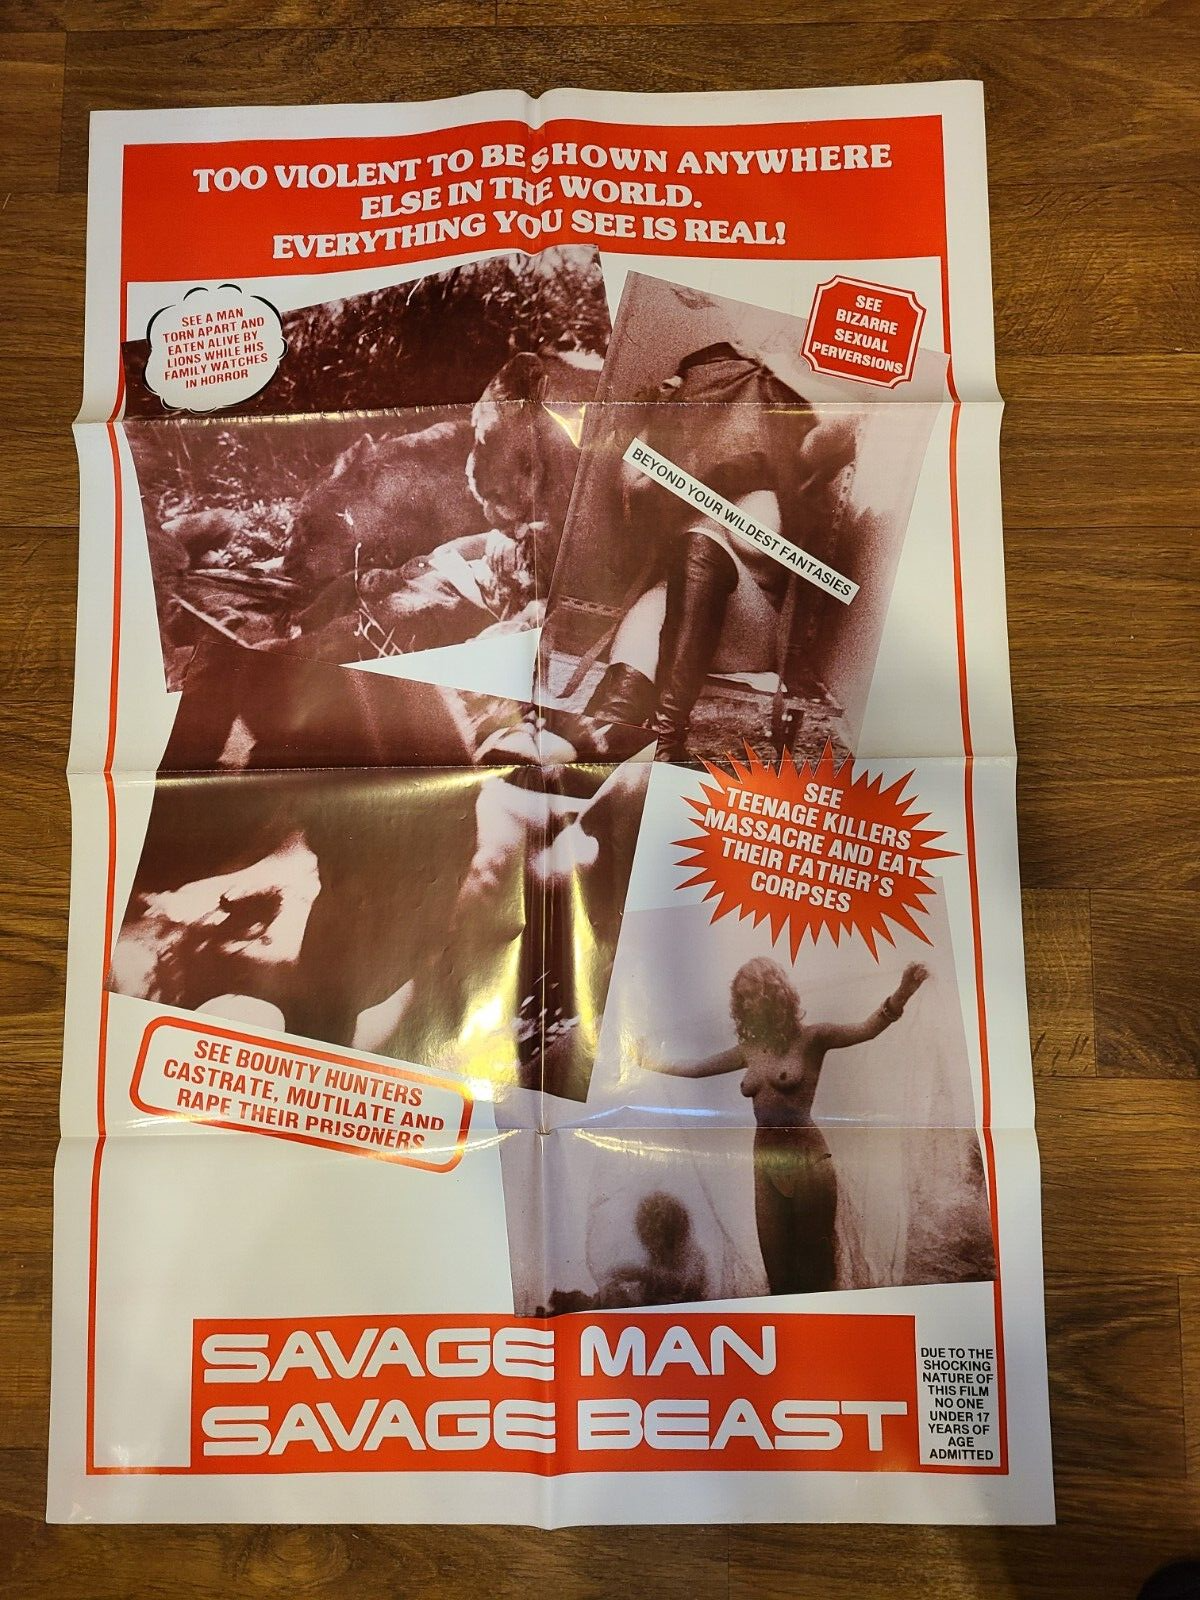 TOO VIOLENT TO BE SHOWN ANYWHERE
ELSE IN THE WORLD.
EVERYTHING YOU SEE IS REAL!
SEE A MAN
TORN APART AND
EATEN ALIVE BY
LIONS WHILE HIS
FAMILY WATCHES
IN HORROR
SEE
BIZARRE
SEXUAL
PERVERSIONS
BEYOND YOUR WILDEST FANTASIES
SEE
TEENAGE KILLERS
MASSACRE AND EAT
THEIR FATHER'S
CORPSES
SEE BOUNTY HUNTERS
CASTRATE, MUTILATE AND
RAPE THEIR PRISONERS
SAVAGE MAN
SAVAGE BEAST
DUE TO THE
SHOCKING
NATURE OF
THIS FILM
NO ONE
UNDER 17
YEARS OF
AGE
ADMITTED